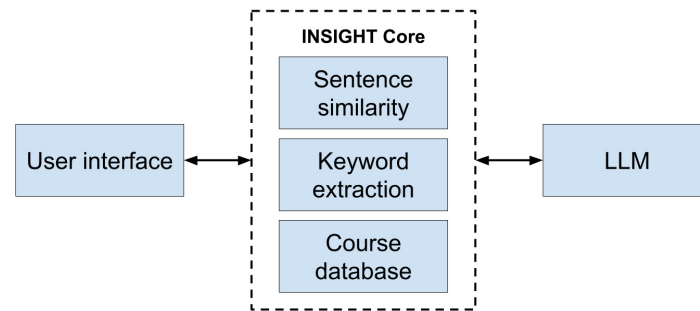 INSIGHT Core
Sentence
similarity
User interface
Keyword
extraction
LLM
Course
database